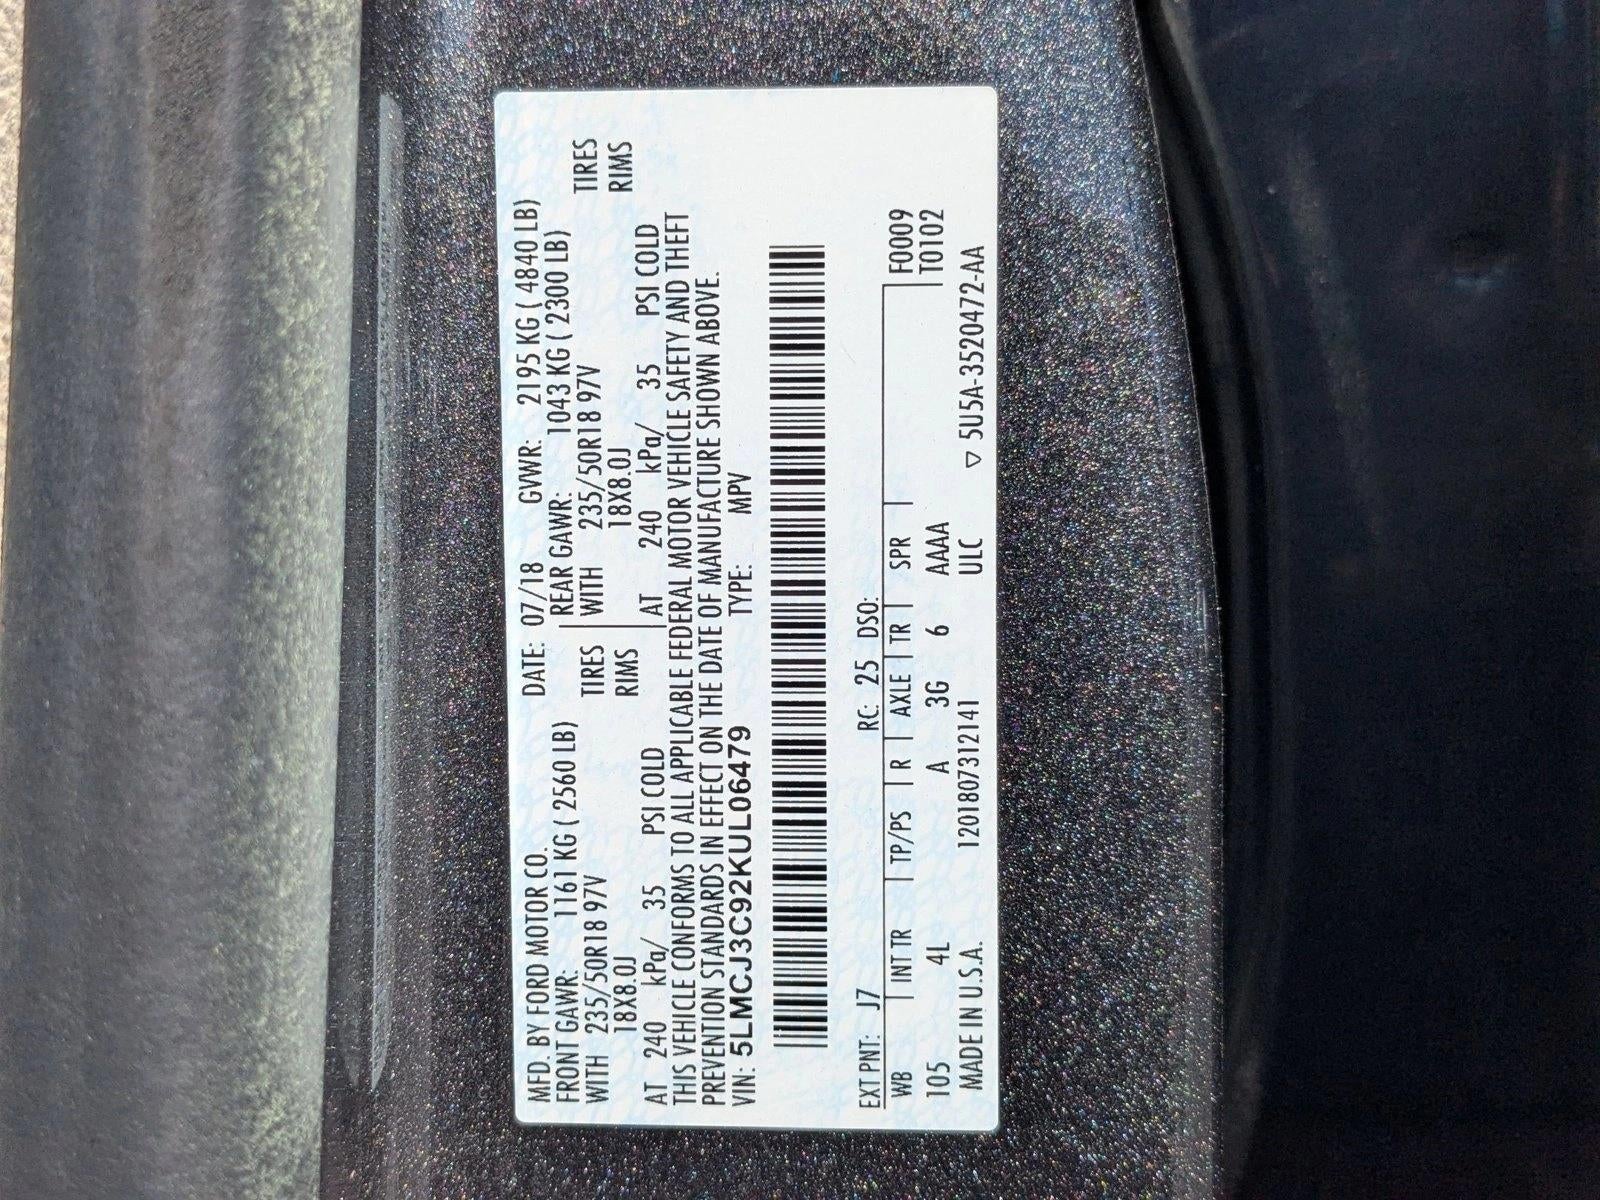 MFD. BY FORD MOTOR CO. DATE: 07/18 GVWR: 2195 KG ( 4840 LB)
FRONT GAWR: 1161 KG ( 2560 LB) REAR GAWR: 1043 KG ( 2300 LB)
WITH 235/50R18 97V TIRES WITH 235/50R18 97V TIRES
18X8.0J RIMS 18X8.0J RIMS
AT 240 kPa/ 35 PSI COLD AT 240 kPa/ 35 PSI COLD
THIS VEHICLE CONFORMS TO ALL APPLICABLE FEDERAL MOTOR VEHICLE SAFETY AND THEFT
PREVENTION STANDARDS IN EFFECT ON THE DATE OF MANUFACTURE SHOWN ABOVE.
VIN: 5LMCJ3C92KUL06479 TYPE: MPV
EXT PNT: J7 RC: 25 DSO:
WB INT TR TP/PS R AXLE TR SPR F0009
105 4L A 3G 6 AAAA T0102
MADE IN U.S.A. 120180731214​1 ULC ▽ 5U5A-3520472-AA